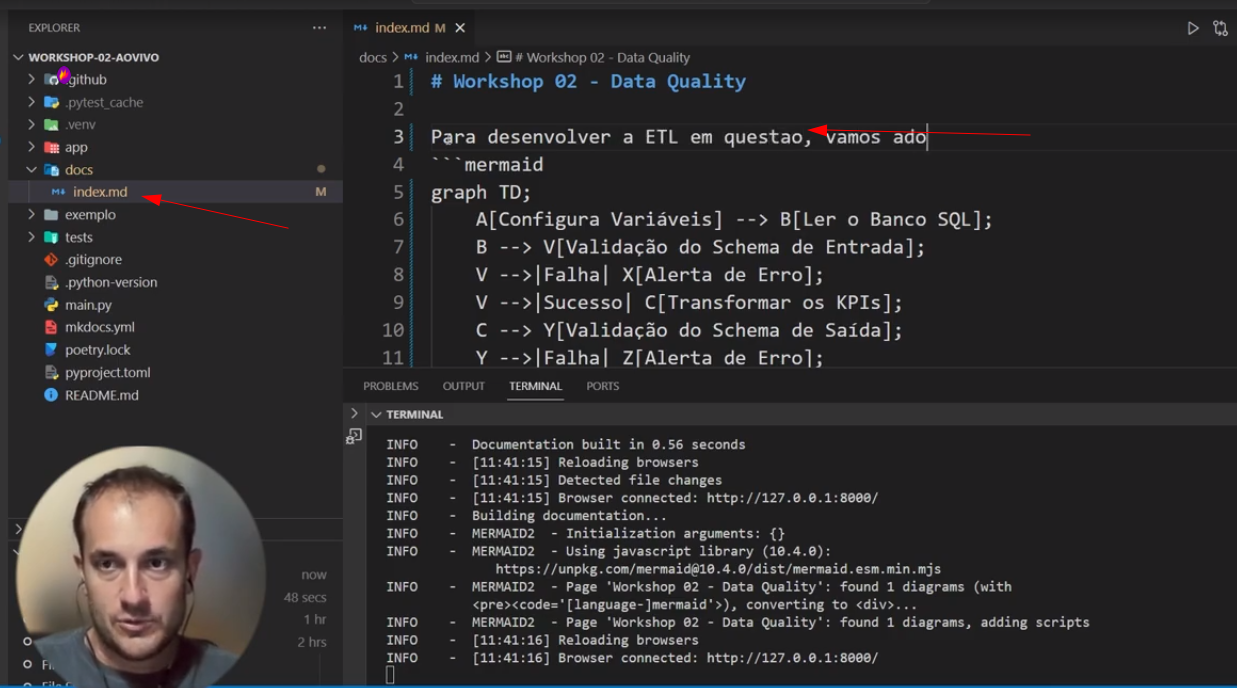 EXPLORER
WORKSHOP-02-AOVIVO
.github
.pytest_cache
.venv
app
docs
index.md M
exemplo
tests
.gitignore
.python-version
main.py
mkdocs.yml
poetry.lock
pyproject.toml
README.md
now
48 secs
1 hr
2 hrs
index.md M
docs > index.md > # Workshop 02 - Data Quality
1 # Workshop 02 - Data Quality
2
3 Para desenvolver a ETL em questao, vamos ado
4 ```mermaid
5 graph TD;
6 A[Configura Variáveis] --> B[Ler o Banco SQL];
7 B --> V[Validação do Schema de Entrada];
8 V -->|Falha| X[Alerta de Erro];
9 V -->|Sucesso| C[Transformar os KPIs];
10 C --> Y[Validação do Schema de Saída];
11 Y -->|Falha| Z[Alerta de Erro];
PROBLEMS OUTPUT TERMINAL PORTS
TERMINAL
INFO - Documentation built in 0.56 seconds
INFO - [11:41:15] Reloading browsers
INFO - [11:41:15] Detected file changes
INFO - [11:41:15] Browser connected: http://127.0.0.1:8000/
INFO - Building documentation...
INFO - MERMAID2 - Initialization arguments: {}
INFO - MERMAID2 - Using javascript library (10.4.0):
https://unpkg.com/mermaid@10.4.0/dist/mermaid.esm.min.mjs
INFO - MERMAID2 - Page 'Workshop 02 - Data Quality': found 1 diagrams (with
<pre><code='[language-]mermaid'>), converting to <div>...
INFO - MERMAID2 - Page 'Workshop 02 - Data Quality': found 1 diagrams, adding scripts
INFO - [11:41:16] Reloading browsers
INFO - [11:41:16] Browser connected: http://127.0.0.1:8000/